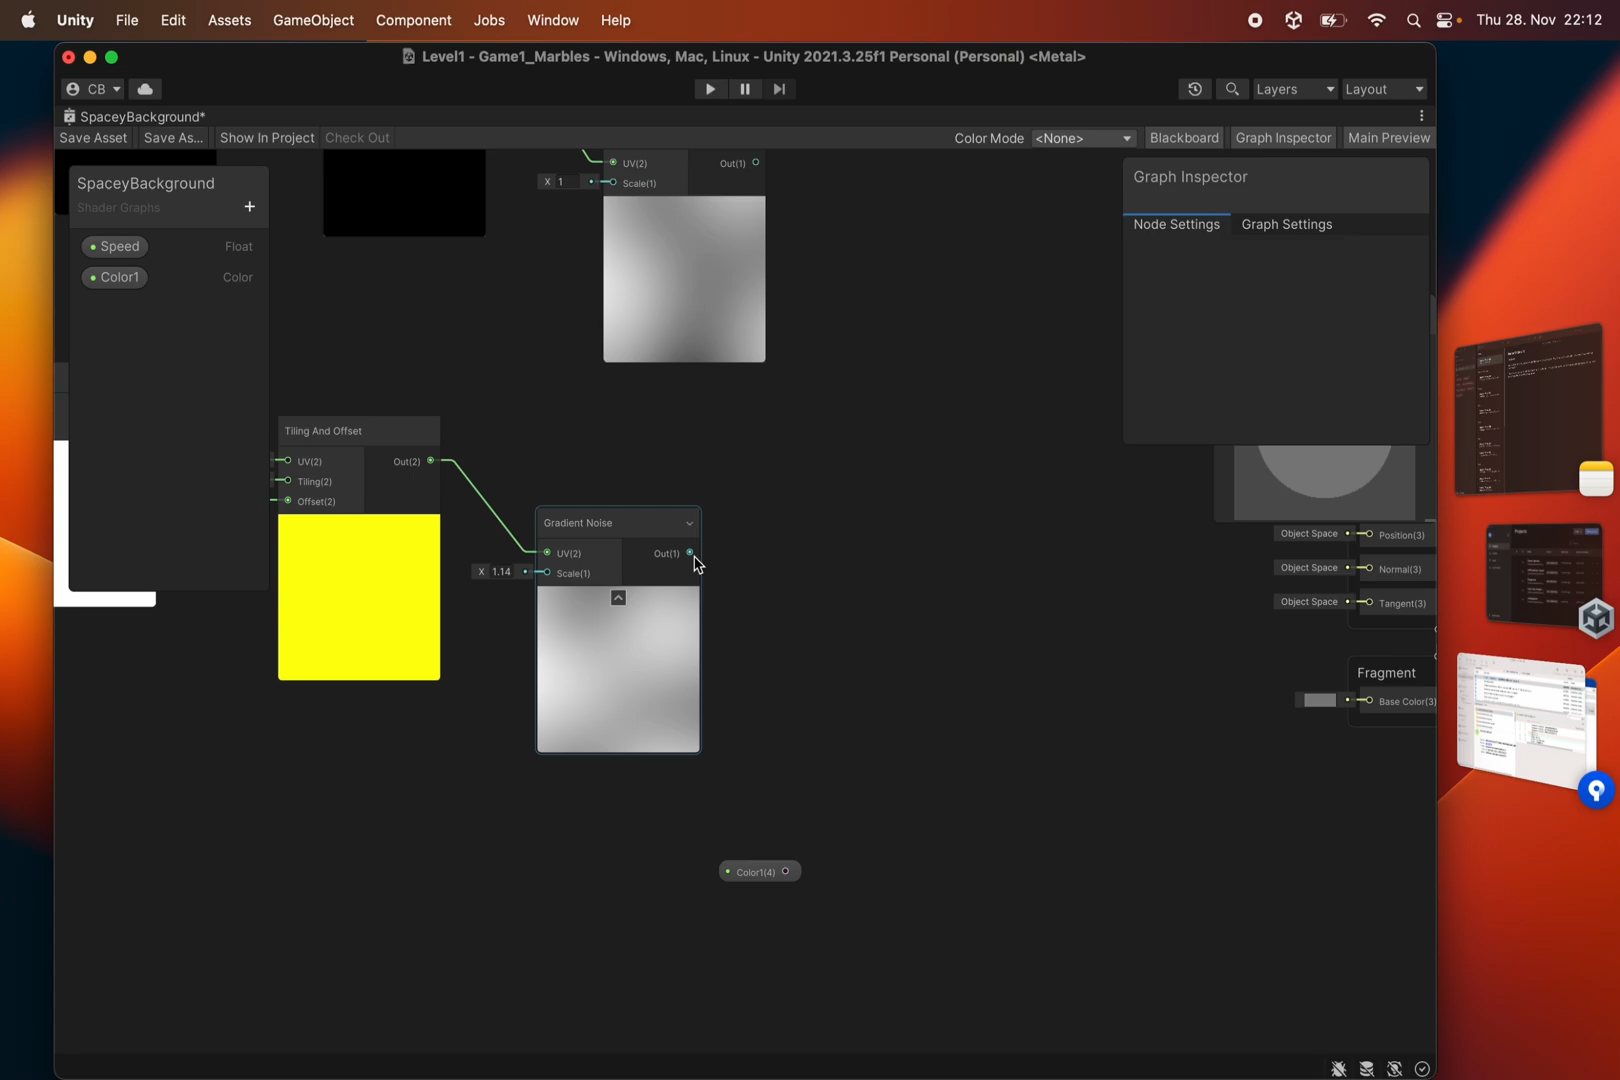 Unity File Edit Assets GameObject Component Jobs Window Help Thu 28. Nov 22:12
Level1 - Game1_Marbles - Windows, Mac, Linux - Unity 2021.3.25f1 Personal (Personal) <Metal>
CB Layers Layout
SpaceyBackground*
Save Asset Save As... Show In Project Check Out Color Mode <None> Blackboard Graph Inspector Main Preview
SpaceyBackground
Shader Graphs
+
Speed Float
Color1 Color
UV(2) Out(1)
X 1 Scale(1)
Graph Inspector
Node Settings Graph Settings
Tiling And Offset
UV(2) Out(2)
Tiling(2)
Offset(2)
Gradient Noise
UV(2) Out(1)
X 1.14 Scale(1)
Object Space Position(3)
Object Space Normal(3)
Object Space Tangent(3)
Fragment
Base Color(3)
Color1(4)